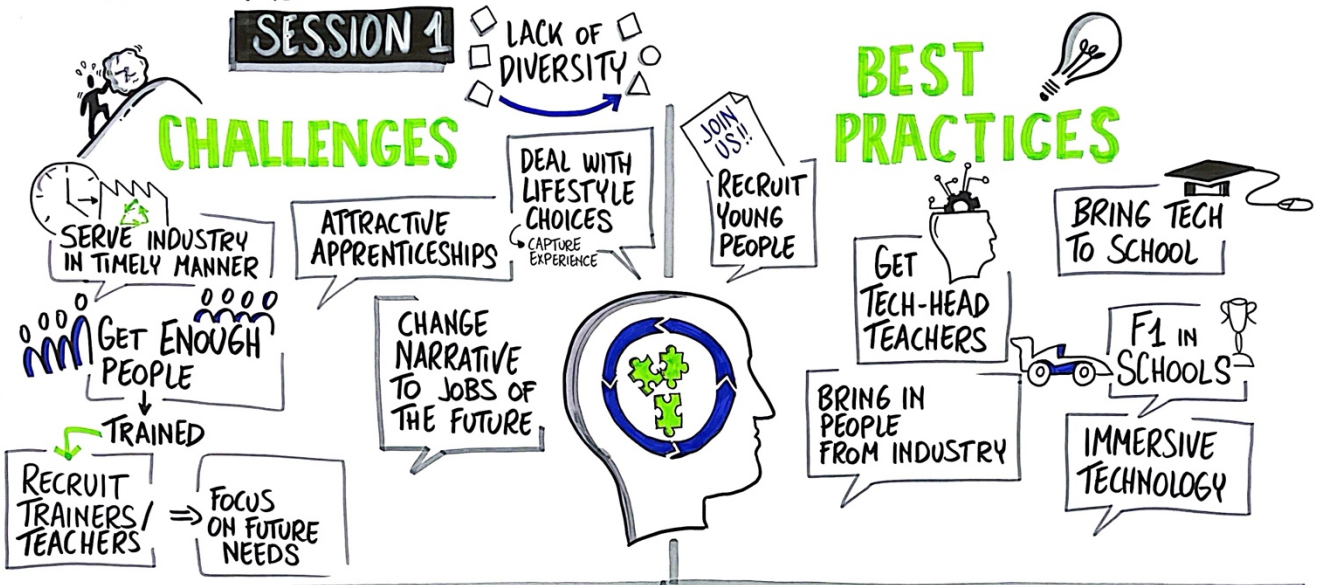 SESSION 1
LACK OF
DIVERSITY
CHALLENGES
SERVE INDUSTRY
IN TIMELY MANNER
GET ENOUGH
PEOPLE
TRAINED
RECRUIT
TRAINERS/
TEACHERS
FOCUS
ON FUTURE
NEEDS
ATTRACTIVE
APPRENTICESHIPS
DEAL WITH
LIFESTYLE
CHOICES
CAPTURE
EXPERIENCE
CHANGE
NARRATIVE
TO JOBS OF
THE FUTURE
BEST
PRACTICES
JOIN
US!!
RECRUIT
YOUNG
PEOPLE
GET
TECH-HEAD
TEACHERS
BRING TECH
TO SCHOOL
F1 IN
SCHOOLS
BRING IN
PEOPLE
FROM INDUSTRY
IMMERSIVE
TECHNOLOGY